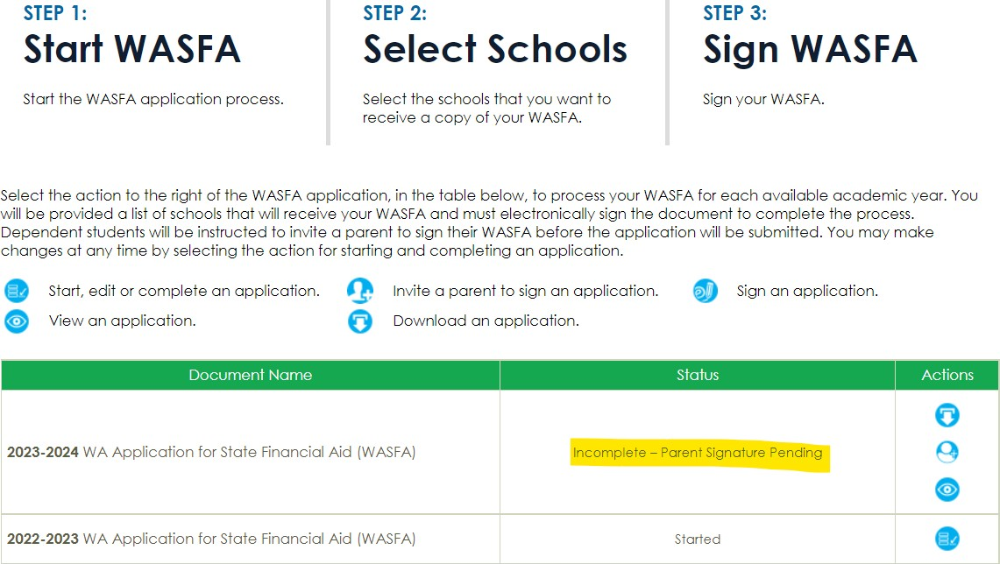 STEP 1:
Start WASFA
Start the WASFA application process.
STEP 2:
Select Schools
Select the schools that you want to
receive a copy of your WASFA.
STEP 3:
Sign WASFA
Sign your WASFA.
Select the action to the right of the WASFA application, in the table below, to process your WASFA for each available academic year. You
will be provided a list of schools that will receive your WASFA and must electronically sign the document to complete the process.
Dependent students will be instructed to invite a parent to sign their WASFA before the application will be submitted. You may make
changes at any time by selecting the action for starting and completing an application.
Start, edit or complete an application.
Invite a parent to sign an application.
Sign an application.
View an application.
Download an application.
Document Name
Status
Actions
2023-2024 WA Application for State Financial Aid (WASFA)
Incomplete – Parent Signature Pending
2022-2023 WA Application for State Financial Aid (WASFA)
Started